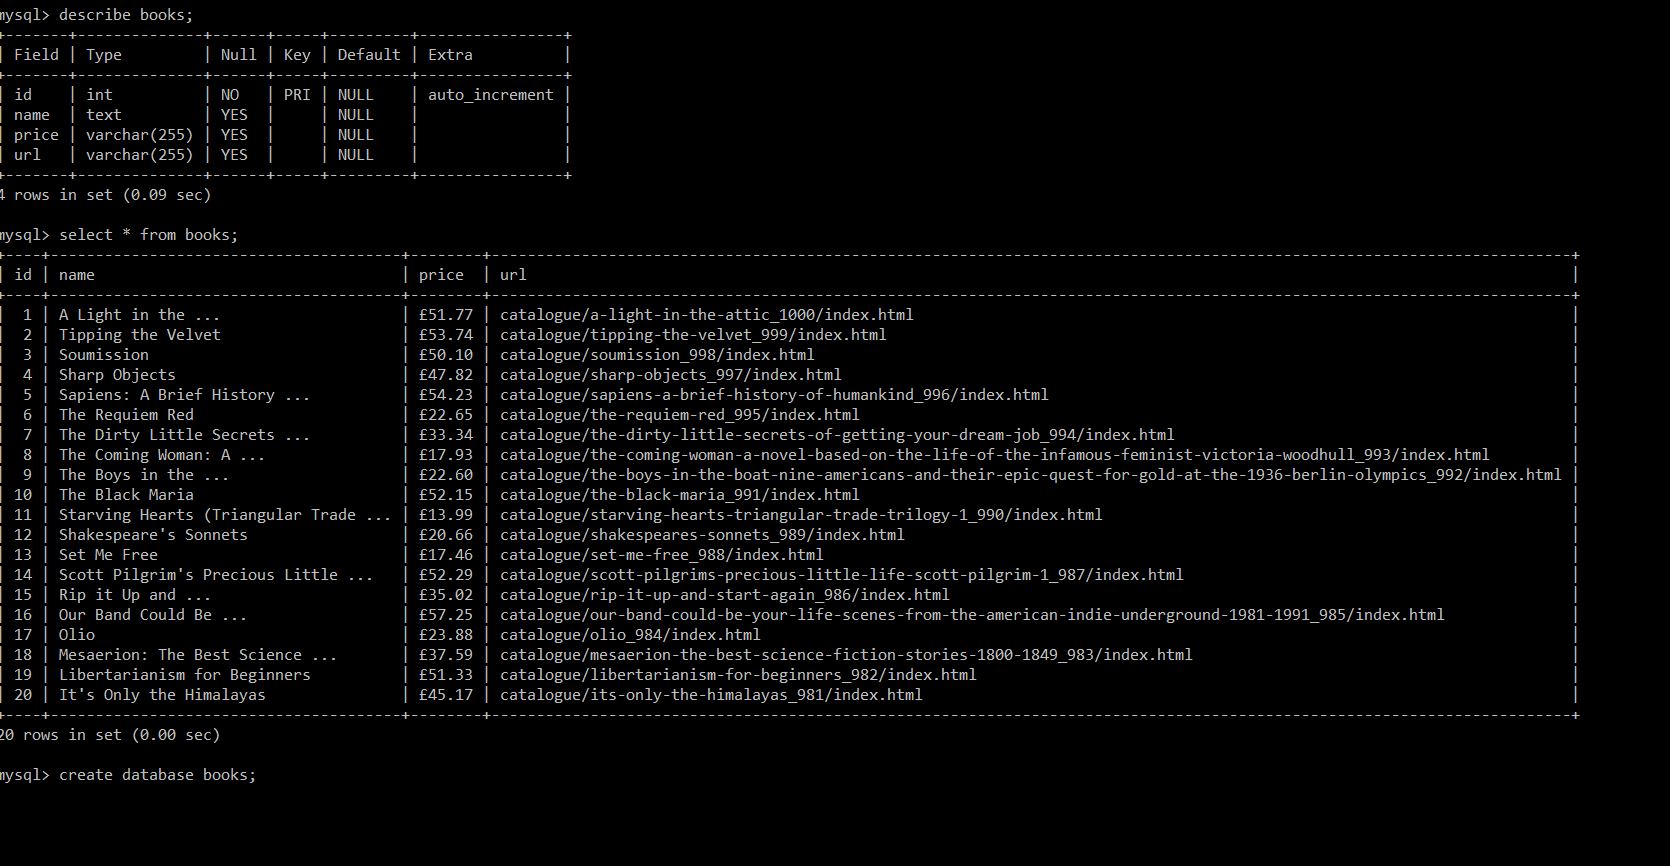 mysql> describe books;
+-------+--------------+------+-----+---------+----------------+
| Field | Type         | Null | Key | Default | Extra          |
+-------+--------------+------+-----+---------+----------------+
| id    | int          | NO   | PRI | NULL    | auto_increment |
| name  | text         | YES  |     | NULL    |                |
| price | varchar(255) | YES  |     | NULL    |                |
| url   | varchar(255) | YES  |     | NULL    |                |
+-------+--------------+------+-----+---------+----------------+
4 rows in set (0.09 sec)
mysql> select * from books;
+----+---------------------------------------+--------+------------------------------------------------------------------------------------------------------------------------+
| id | name                                  | price  | url                                                                                                                    |
+----+---------------------------------------+--------+------------------------------------------------------------------------------------------------------------------------+
|  1 | A Light in the ...                    | £51.77 | catalogue/a-light-in-the-attic_1000/index.html                                                                         |
|  2 | Tipping the Velvet                    | £53.74 | catalogue/tipping-the-velvet_999/index.html                                                                            |
|  3 | Soumission                            | £50.10 | catalogue/soumission_998/index.html                                                                                    |
|  4 | Sharp Objects                         | £47.82 | catalogue/sharp-objects_997/index.html                                                                                 |
|  5 | Sapiens: A Brief History ...          | £54.23 | catalogue/sapiens-a-brief-history-of-humankind_996/index.html                                                          |
|  6 | The Requiem Red                       | £22.65 | catalogue/the-requiem-red_995/index.html                                                                               |
|  7 | The Dirty Little Secrets ...          | £33.34 | catalogue/the-dirty-little-secrets-of-getting-your-dream-job_994/index.html                                            |
|  8 | The Coming Woman: A ...               | £17.93 | catalogue/the-coming-woman-a-novel-based-on-the-life-of-the-infamous-feminist-victoria-woodhull_993/index.html         |
|  9 | The Boys in the ...                   | £22.60 | catalogue/the-boys-in-the-boat-nine-americans-and-their-epic-quest-for-gold-at-the-1936-berlin-olympics_992/index.html |
| 10 | The Black Maria                       | £52.15 | catalogue/the-black-maria_991/index.html                                                                               |
| 11 | Starving Hearts (Triangular Trade ... | £13.99 | catalogue/starving-hearts-triangular-trade-trilogy-1_990/index.html                                                    |
| 12 | Shakespeare's Sonnets                 | £20.66 | catalogue/shakespeares-sonnets_989/index.html                                                                          |
| 13 | Set Me Free                           | £17.46 | catalogue/set-me-free_988/index.html                                                                                   |
| 14 | Scott Pilgrim's Precious Little ...   | £52.29 | catalogue/scott-pilgrims-precious-little-life-scott-pilgrim-1_987/index.html                                           |
| 15 | Rip it Up and ...                     | £35.02 | catalogue/rip-it-up-and-start-again_986/index.html                                                                     |
| 16 | Our Band Could Be ...                 | £57.25 | catalogue/our-band-could-be-your-life-scenes-from-the-american-indie-underground-1981-1991_985/index.html              |
| 17 | Olio                                  | £23.88 | catalogue/olio_984/index.html                                                                                          |
| 18 | Mesaerion: The Best Science ...       | £37.59 | catalogue/mesaerion-the-best-science-fiction-stories-1800-1849_983/index.html                                          |
| 19 | Libertarianism for Beginners          | £51.33 | catalogue/libertarianism-for-beginners_982/index.html                                                                  |
| 20 | It's Only the Himalayas               | £45.17 | catalogue/its-only-the-himalayas_981/index.html                                                                        |
+----+---------------------------------------+--------+------------------------------------------------------------------------------------------------------------------------+
20 rows in set (0.00 sec)
mysql> create database books;